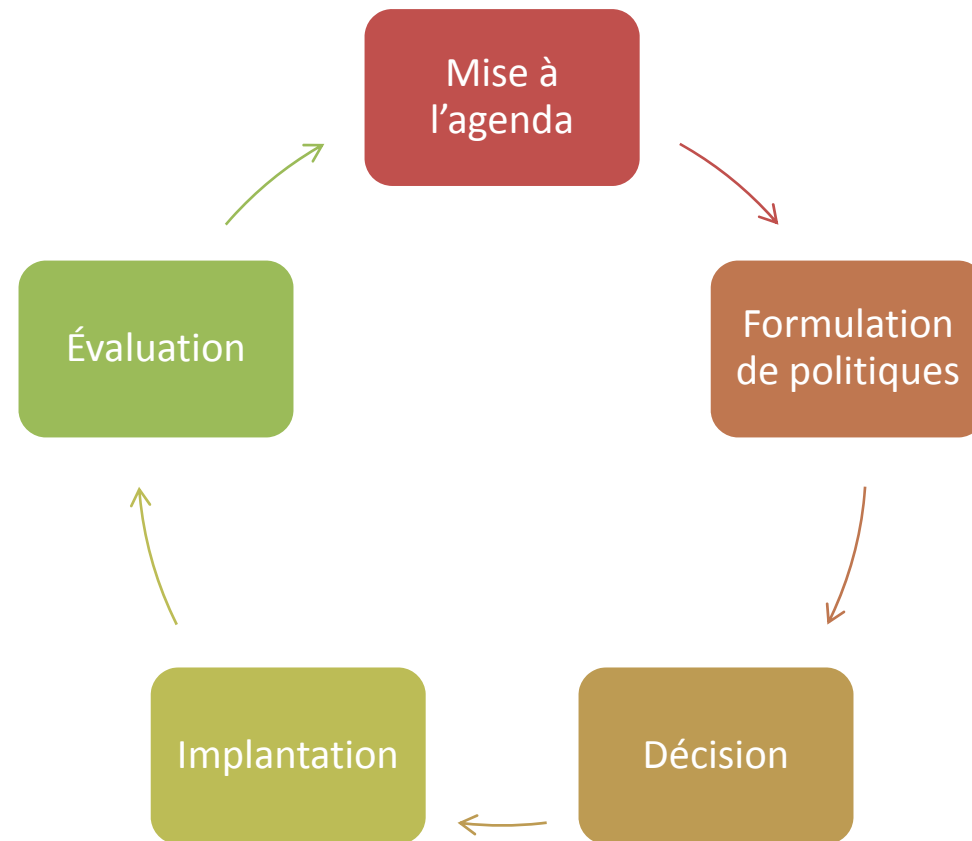 Mise à
l’agenda
Formulation
de politiques
Décision
Implantation
Évaluation